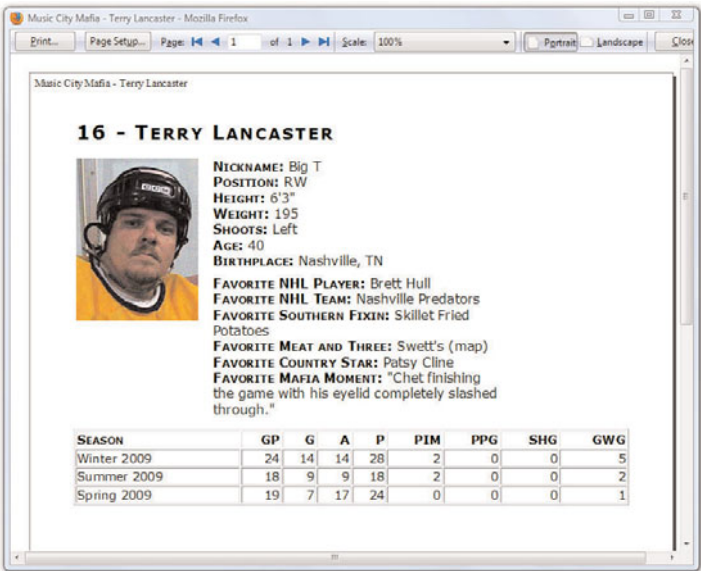 Music City Mafia - Terry Lancaster - Mozilla Firefox
Print... Page Setup... Page: 1 of 1 Scale: 100% Portrait Landscape Close
Music City Mafia - Terry Lancaster
16 - TERRY LANCASTER
NICKNAME: Big T
POSITION: RW
HEIGHT: 6'3"
WEIGHT: 195
SHOOTS: Left
AGE: 40
BIRTHPLACE: Nashville, TN
FAVORITE NHL PLAYER: Brett Hull
FAVORITE NHL TEAM: Nashville Predators
FAVORITE SOUTHERN FIXIN: Skillet Fried
Potatoes
FAVORITE MEAT AND THREE: Swett's (map)
FAVORITE COUNTRY STAR: Patsy Cline
FAVORITE MAFIA MOMENT: "Chet finishing
the game with his eyelid completely slashed
through."
SEASON GP G A P PIM PPG SHG GWG
Winter 2009 24 14 14 28 2 0 0 5
Summer 2009 18 9 9 18 2 0 0 2
Spring 2009 19 7 17 24 0 0 0 1
CCM